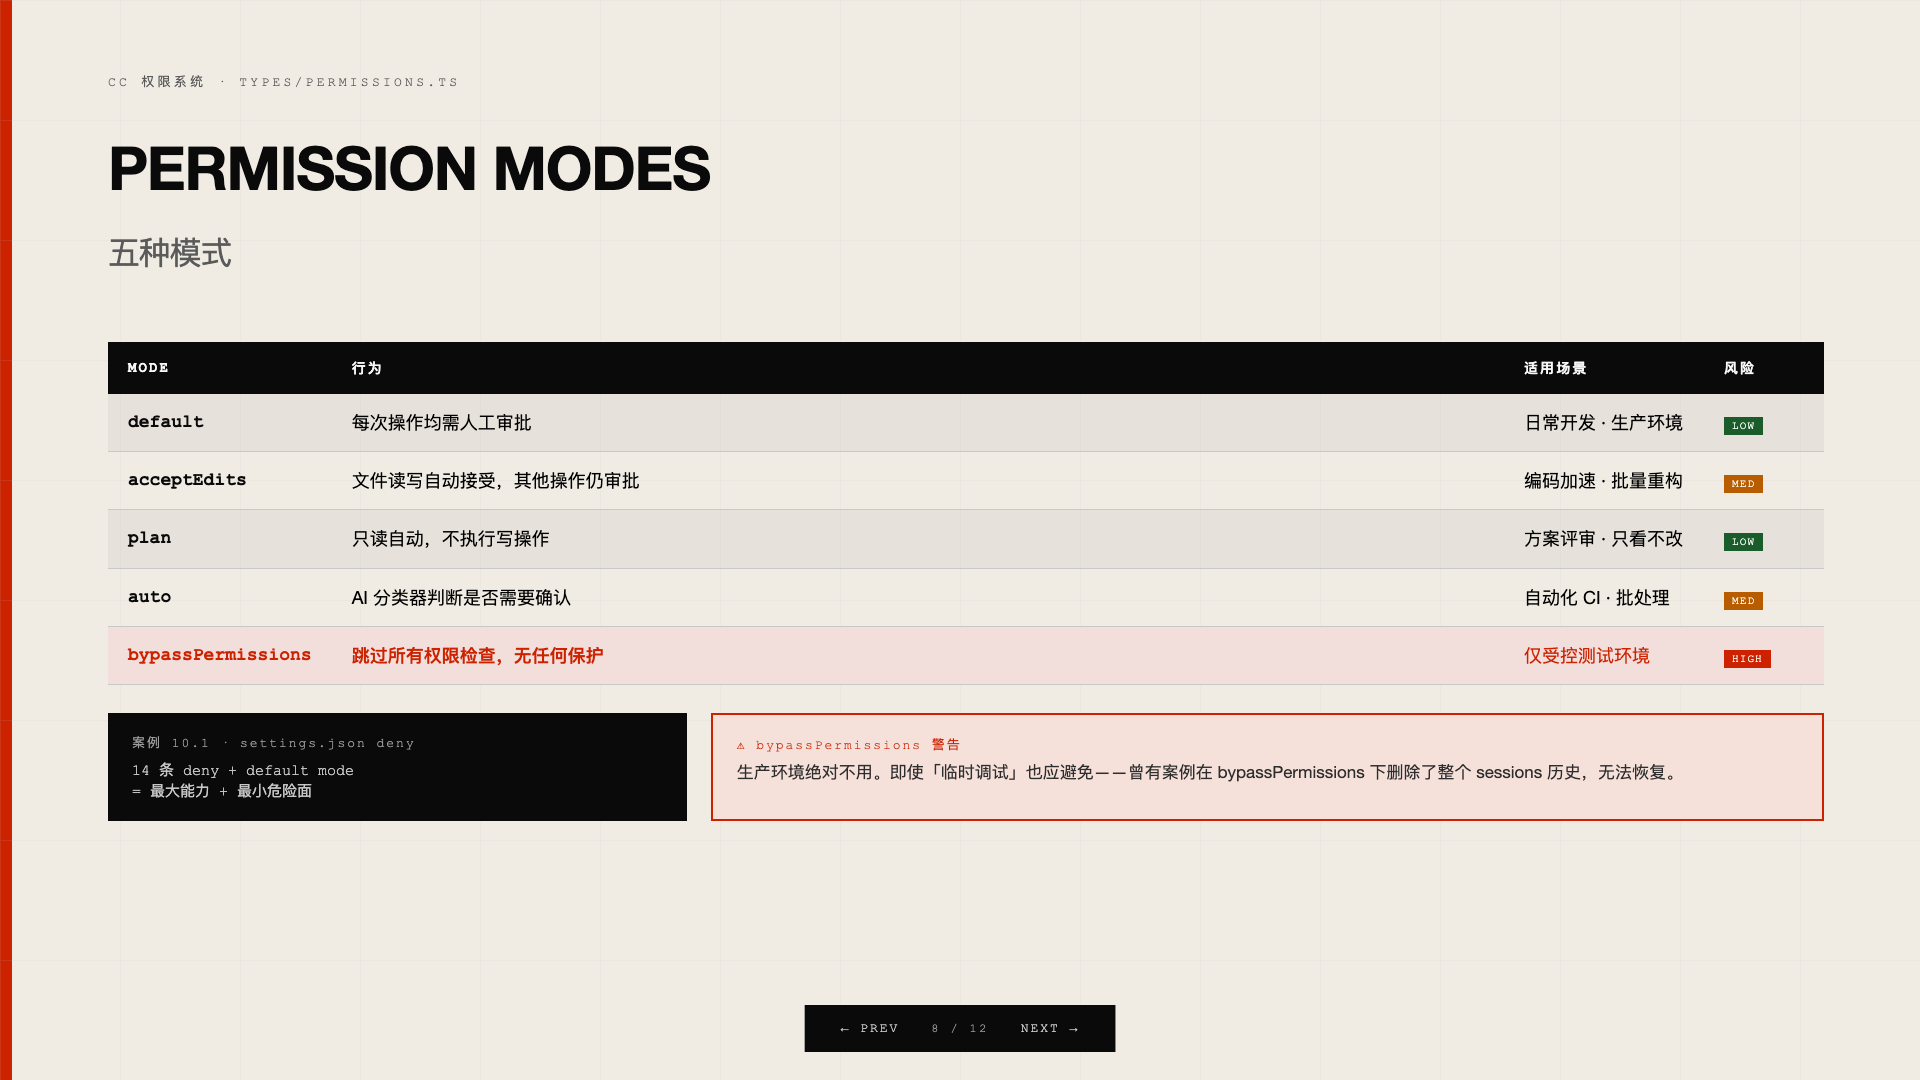 CC 权限系统 · TYPES/PERMISSIONS.TS
PERMISSION MODES
五种模式
MODE 行为 适用场景 风险
default 每次操作均需人工审批 日常开发 · 生产环境 LOW
acceptEdits 文件读写自动接受，其他操作仍审批 编码加速 · 批量重构 MED
plan 只读自动，不执行写操作 方案评审 · 只看不改 LOW
auto AI 分类器判断是否需要确认 自动化 CI · 批处理 MED
bypassPermissions 跳过所有权限检查，无任何保护 仅受控测试环境 HIGH
案例 10.1 · settings.json deny
14 条 deny + default mode
= 最大能力 + 最小危险面
⚠ bypassPermissions 警告
生产环境绝对不用。即使「临时调试」也应避免——曾有案例在 bypassPermissions 下删除了整个 sessions 历史，无法恢复。
← PREV 8 / 12 NEXT →